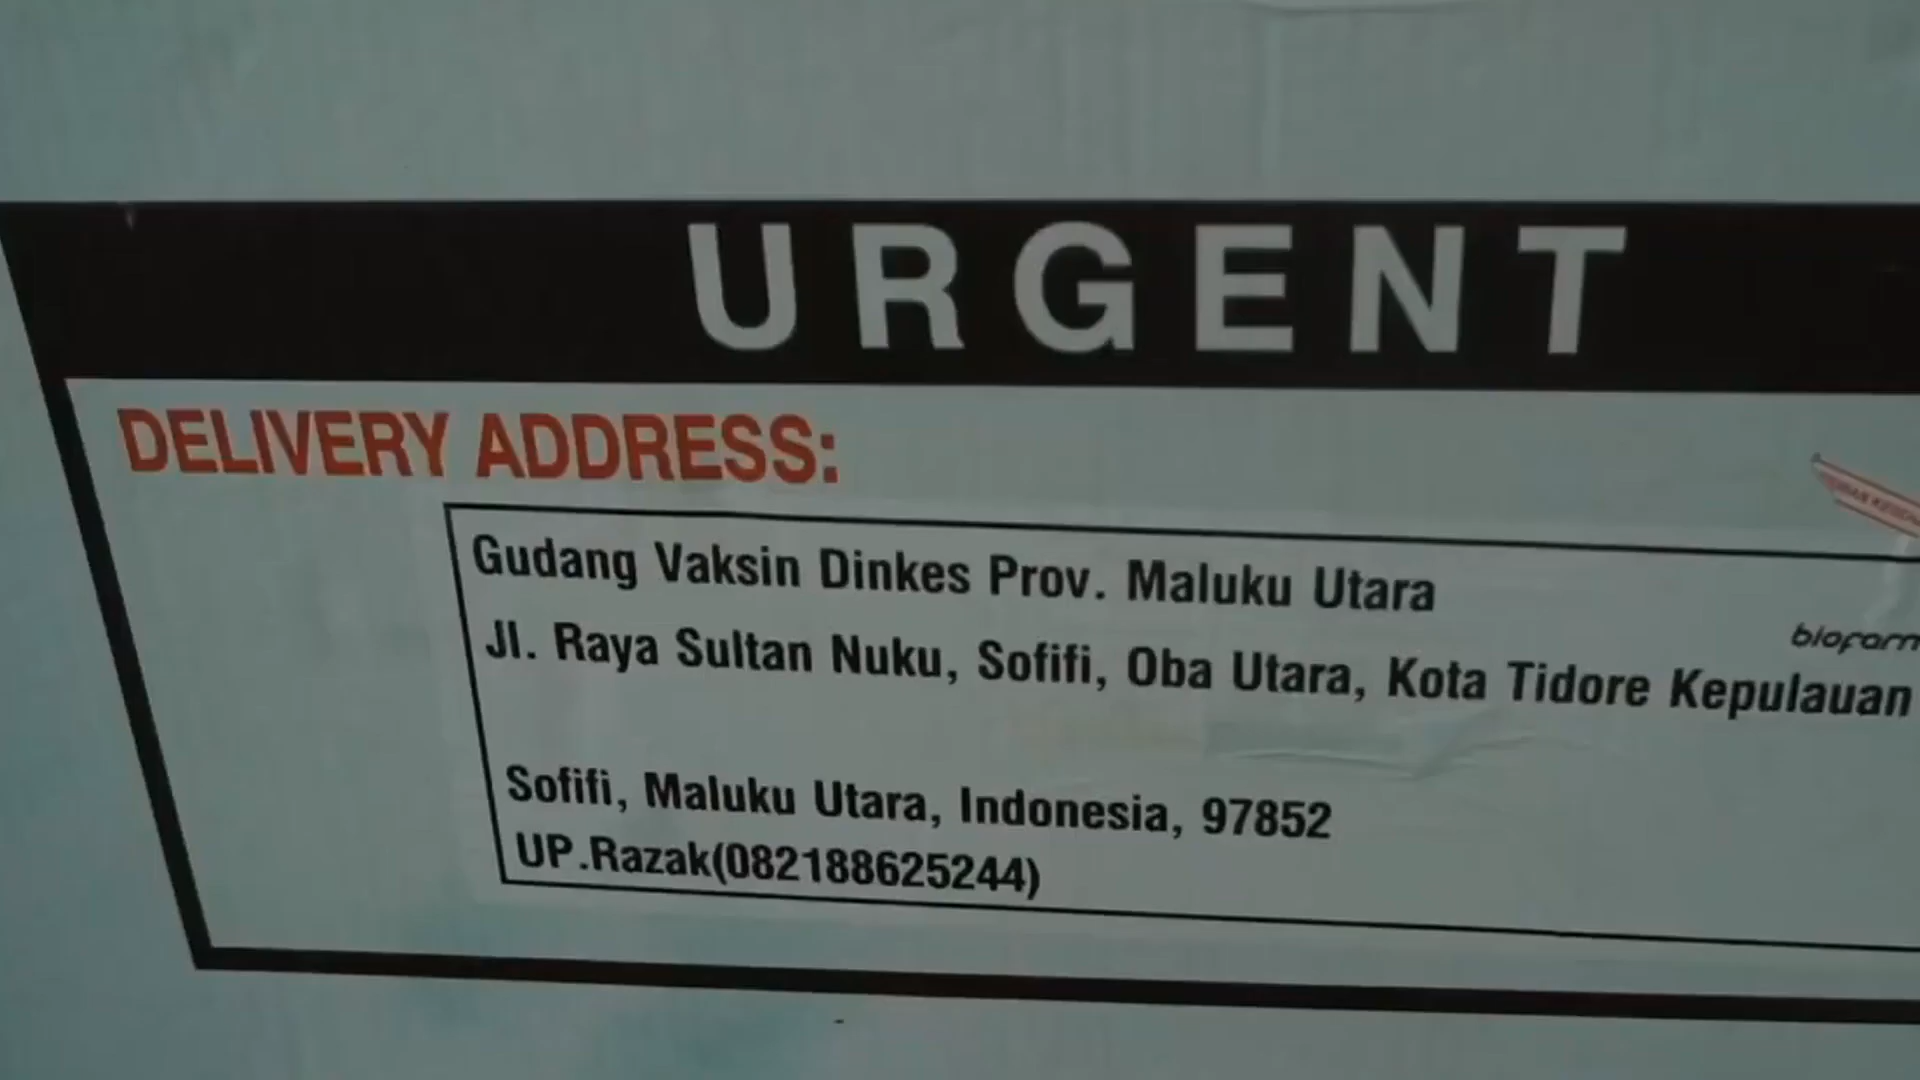 URGENT
DELIVERY ADDRESS:
Gudang Vaksin Dinkes Prov. Maluku Utara
biofarm
Jl. Raya Sultan Nuku, Sofifi, Oba Utara, Kota Tidore Kepulauan
Sofifi, Maluku Utara, Indonesia, 97852
UP.Razak(082188625244)